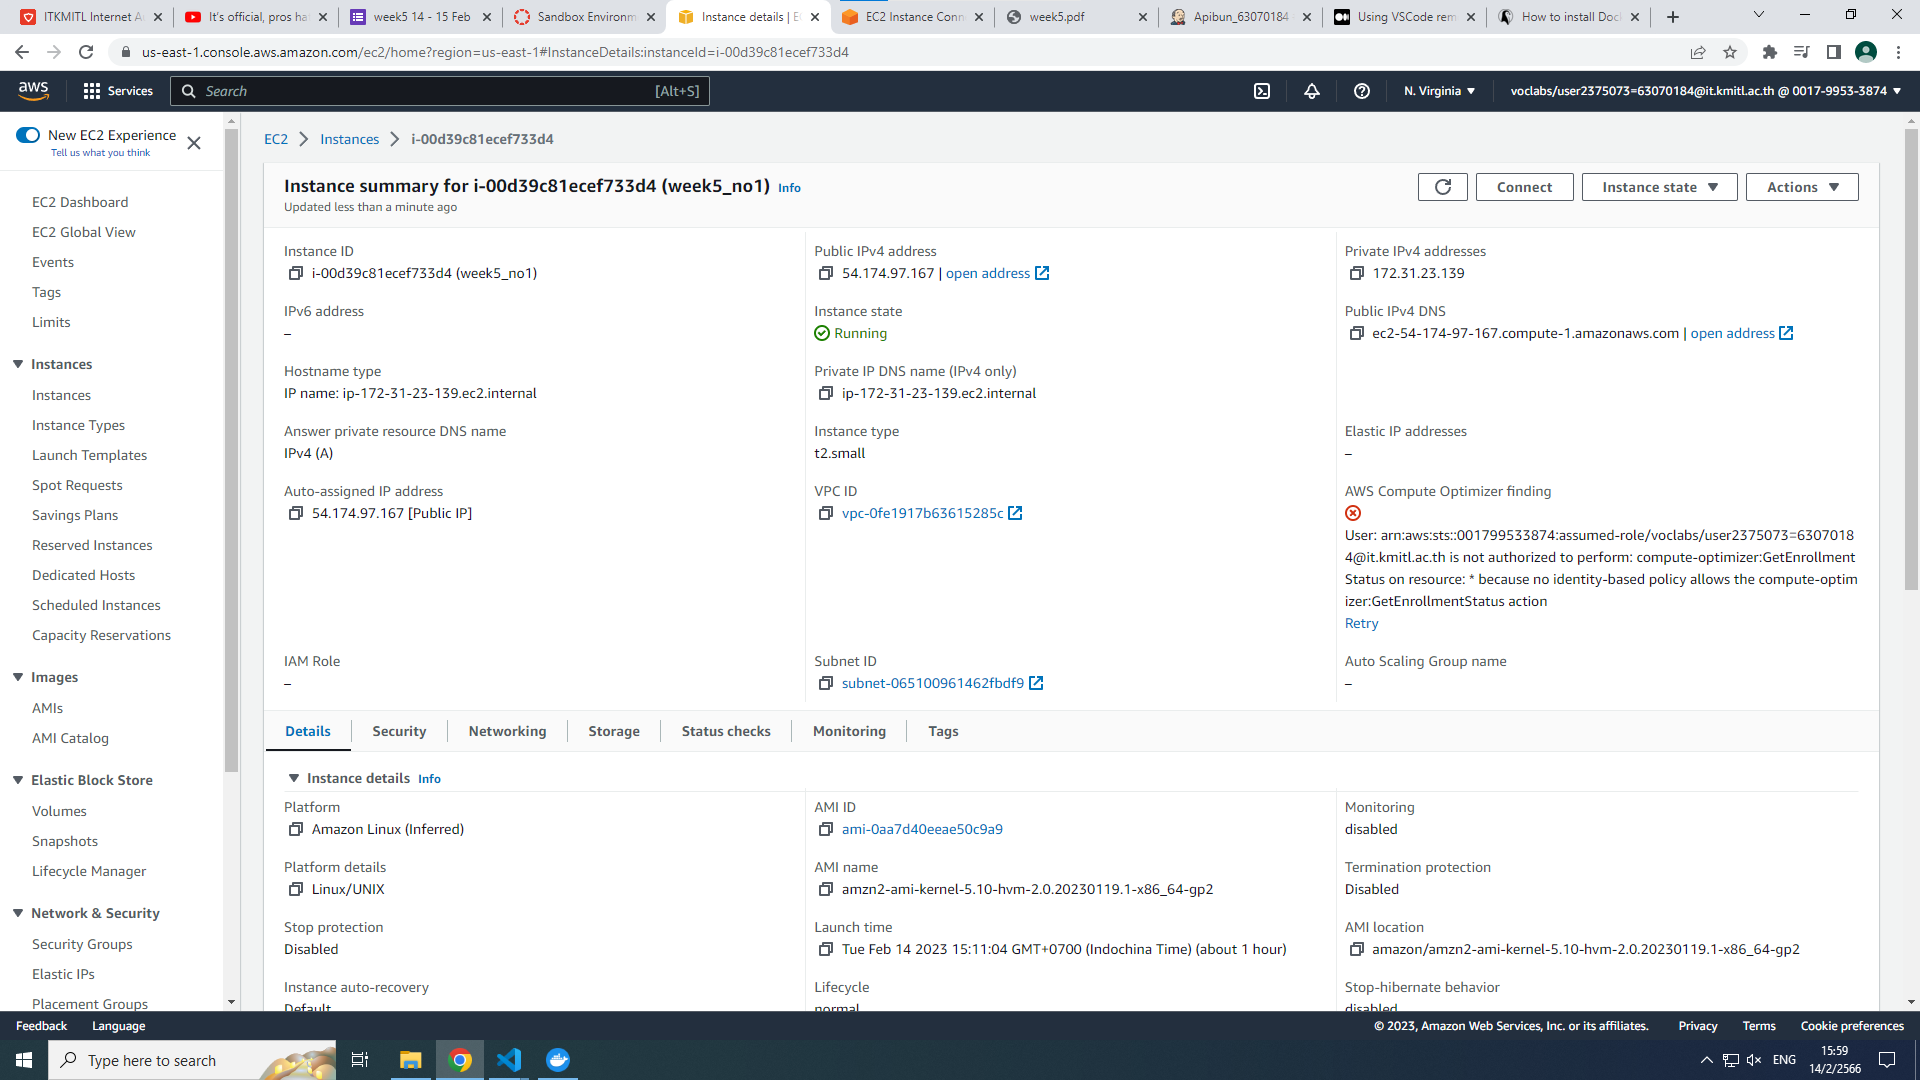 ITKMITL Internet A
It's official, pros ha
week5 14 - 15 Feb
Sandbox Environm
Instance details | E
EC2 Instance Conn
week5.pdf
Apibun_63070184
Using VSCode rem
How to install Doc
us-east-1.console.aws.amazon.com/ec2/home?region=us-east-1#InstanceDetails:instanceId=i-00d39c81ecef733d4
aws
Services
Search
[Alt+S]
N. Virginia
voclabs/user2375073=63070184@it.kmitl.ac.th @ 0017-9953-3874
New EC2 Experience
Tell us what you think
EC2 Dashboard
EC2 Global View
Events
Tags
Limits
Instances
Instances
Instance Types
Launch Templates
Spot Requests
Savings Plans
Reserved Instances
Dedicated Hosts
Scheduled Instances
Capacity Reservations
Images
AMIs
AMI Catalog
Elastic Block Store
Volumes
Snapshots
Lifecycle Manager
Network & Security
Security Groups
Elastic IPs
Placement Groups
EC2 Instances i-00d39c81ecef733d4
Instance summary for i-00d39c81ecef733d4 (week5_no1) Info
Updated less than a minute ago
Connect
Instance state
Actions
Instance ID
i-00d39c81ecef733d4 (week5_no1)
Public IPv4 address
54.174.97.167 | open address
Private IPv4 addresses
172.31.23.139
IPv6 address
–
Instance state
Running
Public IPv4 DNS
ec2-54-174-97-167.compute-1.amazonaws.com | open address
Hostname type
IP name: ip-172-31-23-139.ec2.internal
Private IP DNS name (IPv4 only)
ip-172-31-23-139.ec2.internal
Answer private resource DNS name
IPv4 (A)
Instance type
t2.small
Elastic IP addresses
–
Auto-assigned IP address
54.174.97.167 [Public IP]
VPC ID
vpc-0fe1917b63615285c
AWS Compute Optimizer finding
User: arn:aws:sts::001799533874:assumed-role/voclabs/user2375073=6307018
4@it.kmitl.ac.th is not authorized to perform: compute-optimizer:GetEnrollment
Status on resource: * because no identity-based policy allows the compute-optim
izer:GetEnrollmentStatus action
Retry
IAM Role
–
Subnet ID
subnet-065100961462fbdf9
Auto Scaling Group name
–
Details
Security
Networking
Storage
Status checks
Monitoring
Tags
Instance details Info
Platform
Amazon Linux (Inferred)
AMI ID
ami-0aa7d40eeae50c9a9
Monitoring
disabled
Platform details
Linux/UNIX
AMI name
amzn2-ami-kernel-5.10-hvm-2.0.20230119.1-x86_64-gp2
Termination protection
Disabled
Stop protection
Disabled
Launch time
Tue Feb 14 2023 15:11:04 GMT+0700 (Indochina Time) (about 1 hour)
AMI location
amazon/amzn2-ami-kernel-5.10-hvm-2.0.20230119.1-x86_64-gp2
Instance auto-recovery
Default
Lifecycle
normal
Stop-hibernate behavior
disabled
Feedback
Language
© 2023, Amazon Web Services, Inc. or its affiliates.
Privacy
Terms
Cookie preferences
Type here to search
ENG
15:59
14/2/2566